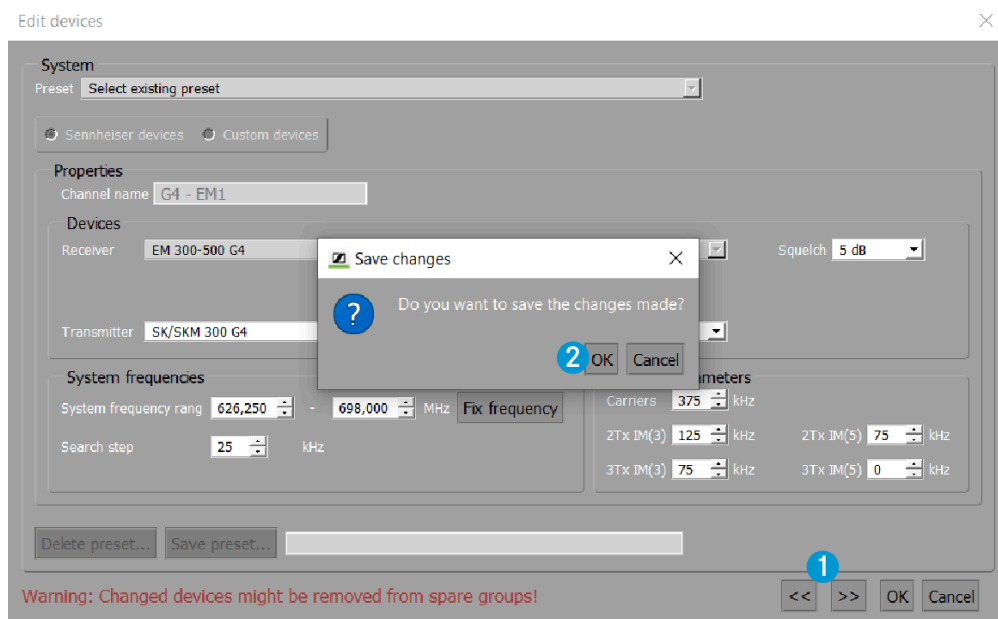 Edit devices
System
Preset Select existing preset
Sennheiser devices Custom devices
Properties
Channel name G4 - EM1
Devices
Receiver EM 300-500 G4 Squelch 5 dB
Save changes
Do you want to save the changes made?
2 OK Cancel
Transmitter SK/SKM 300 G4
System frequencies
System frequency rang 626,250 - 698,000 MHz Fix frequency
Search step 25 kHz
meters
Carriers 375 kHz
2Tx IM(3) 125 kHz 2Tx IM(5) 75 kHz
3Tx IM(3) 75 kHz 3Tx IM(5) 0 kHz
Delete preset... Save preset...
1
Warning: Changed devices might be removed from spare groups!
<< >> OK Cancel